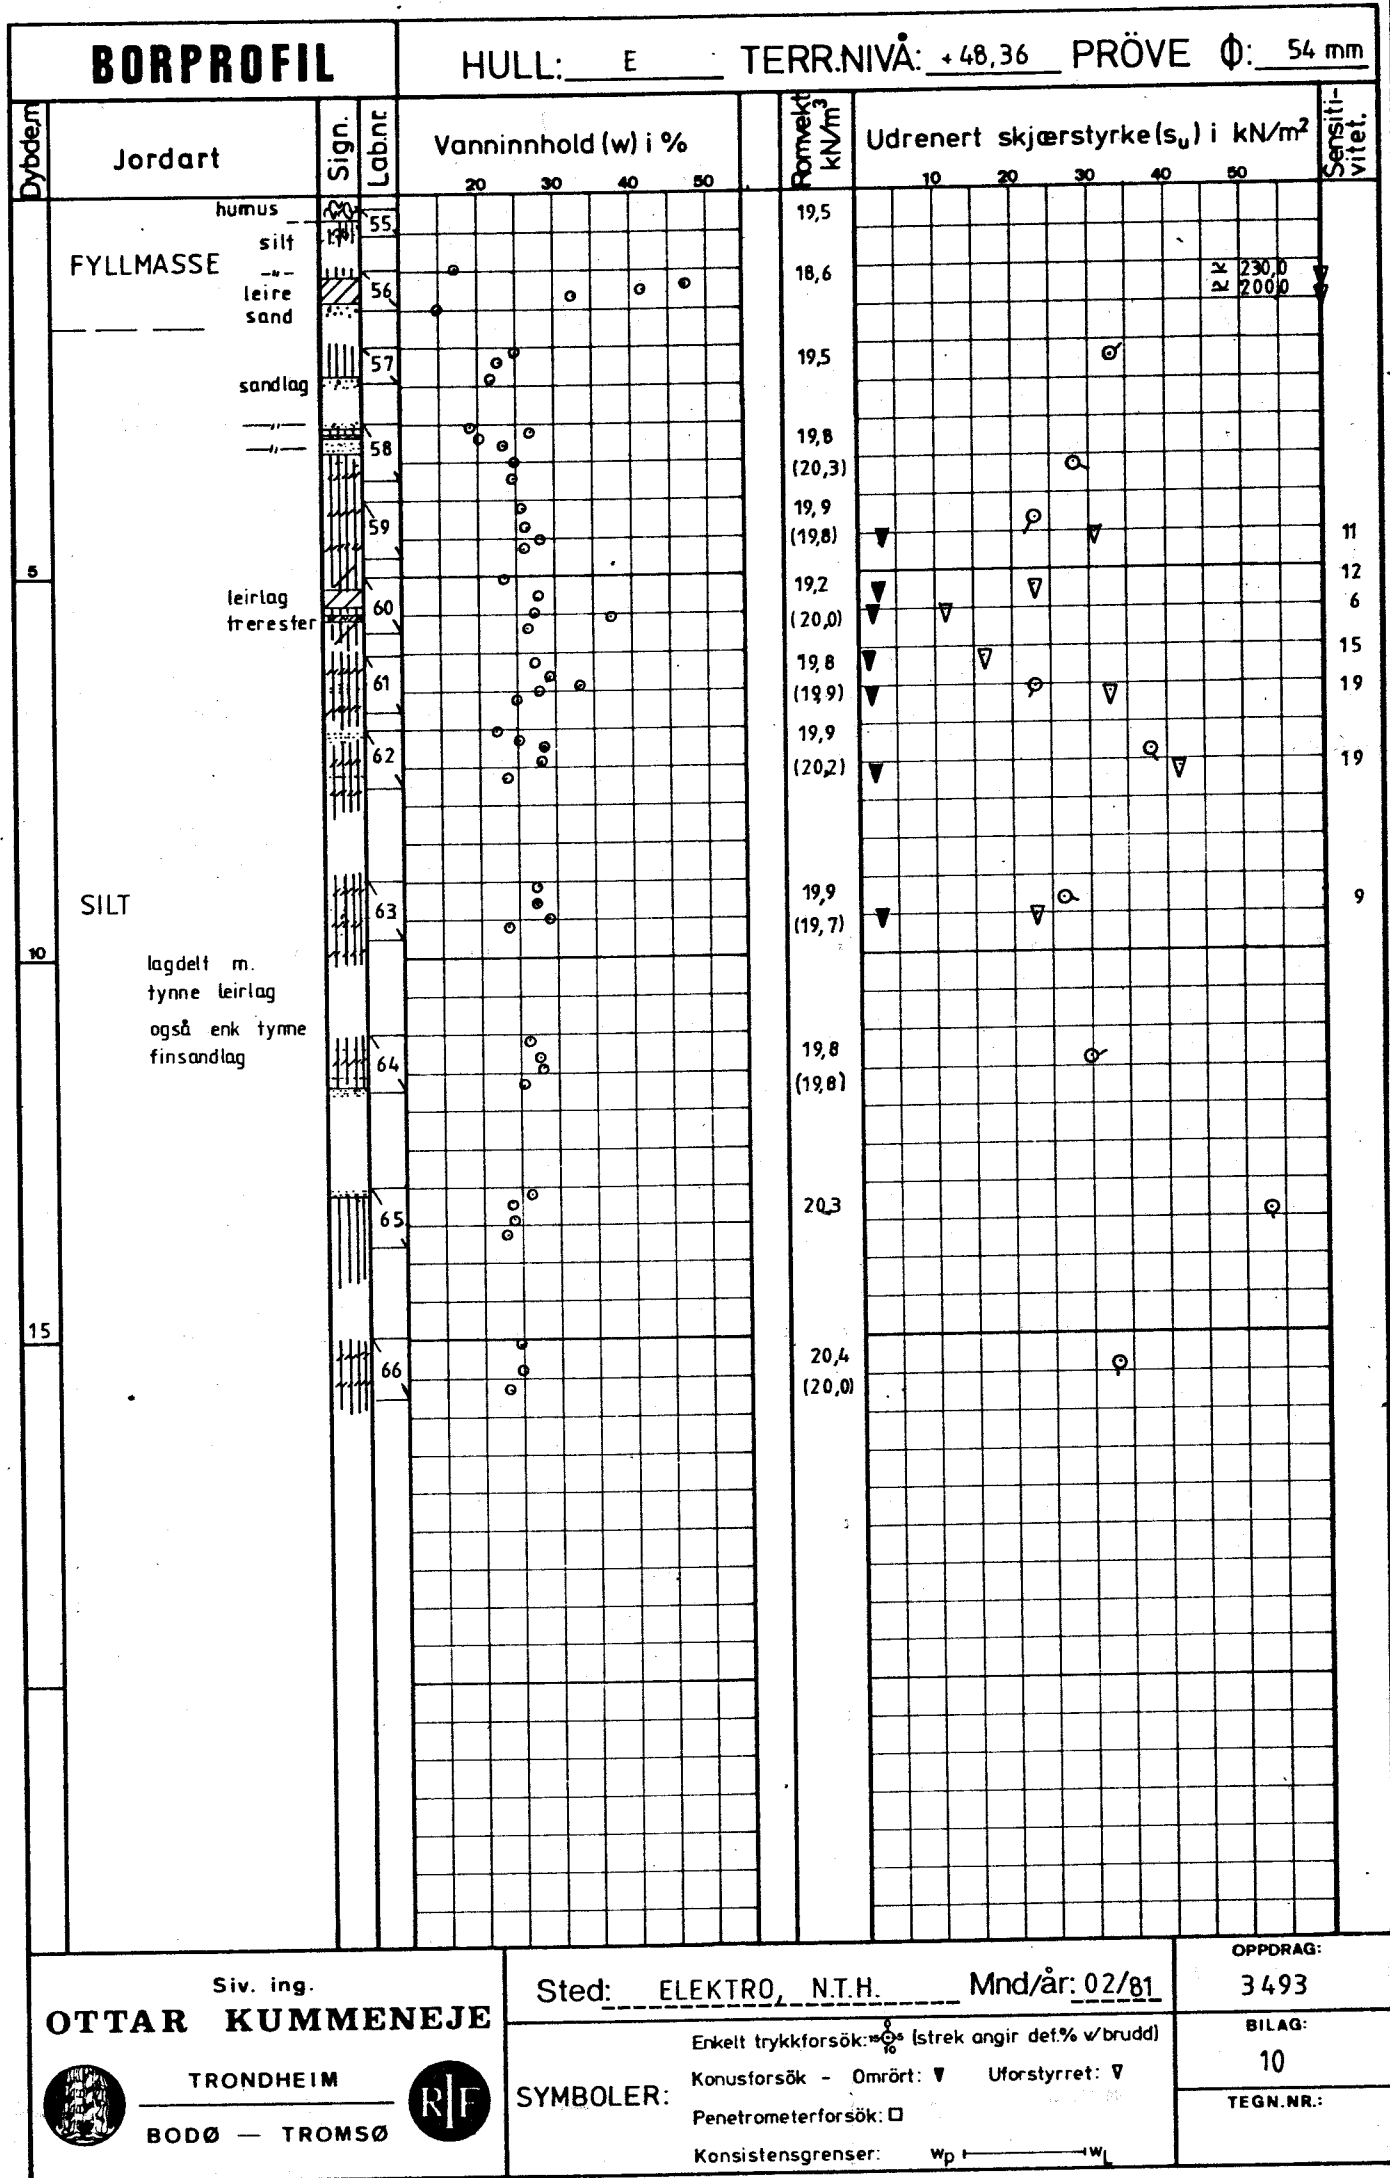 BORPROFIL
HULL: E TERR.NIVÅ: +48,36 PRÖVE Φ: 54 mm
Dybde,m
Jordart
Sign.
Lab.nr.
Vanninnhold (w) i %
20 30 40 50
Romvekt kN/m³
Udrenert skjærstyrke (su) i kN/m²
10 20 30 40 50
Sensiti-
vitet.
humus 55 19,5
silt
FYLLMASSE -"- 56 18,6 230,0
leire 200,0
sand
57 19,5
sandlag
-"- 58 19,8
-"- (20,3)
59 19,9
(19,8) 11
5 12
leirlag 60 19,2 6
trerester (20,0)
61 19,8 15
(19,9) 19
62 19,9
(20,2) 19
SILT 63 19,9 9
(19,7)
10
lagdelt m.
tynne leirlag
også enk tynne
finsandlag
64 19,8
(19,8)
65 20,3
15
66 20,4
(20,0)
Siv. ing.
OTTAR KUMMENEJE
TRONDHEIM
BODØ — TROMSØ
RIF
Sted: ELEKTRO, N.T.H. Mnd/år: 02/81
OPPDRAG:
3493
BILAG:
10
TEGN.NR.:
SYMBOLER:
Enkelt trykkforsök: 0 15 5 10 (strek angir def.% v/brudd)
Konusforsök - Omrört: ▼ Uforstyrret: ▽
Penetrometerforsök: □
Konsistensgrenser: wp wL